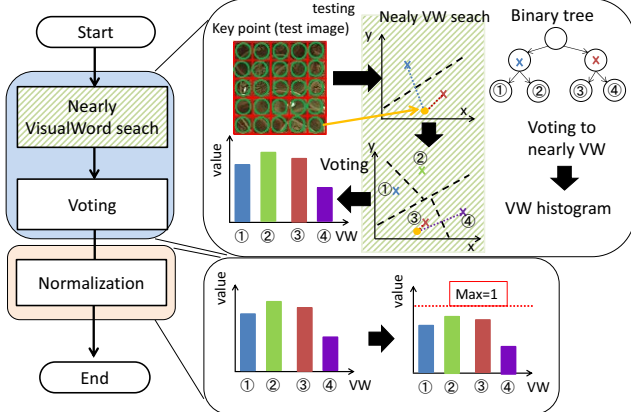 Start
Nearly
VisualWord seach
Voting
Normalization
End
testing
Key point (test image)
Nealy VW seach
y
x
x
x
Binary tree
x
x
① ② ③ ④
Voting to
nearly VW
VW histogram
value
① ② ③ ④ VW
Voting
y
②
x
①
x
③
x
x
④
x
value
① ② ③ ④ VW
value
Max=1
① ② ③ ④ VW